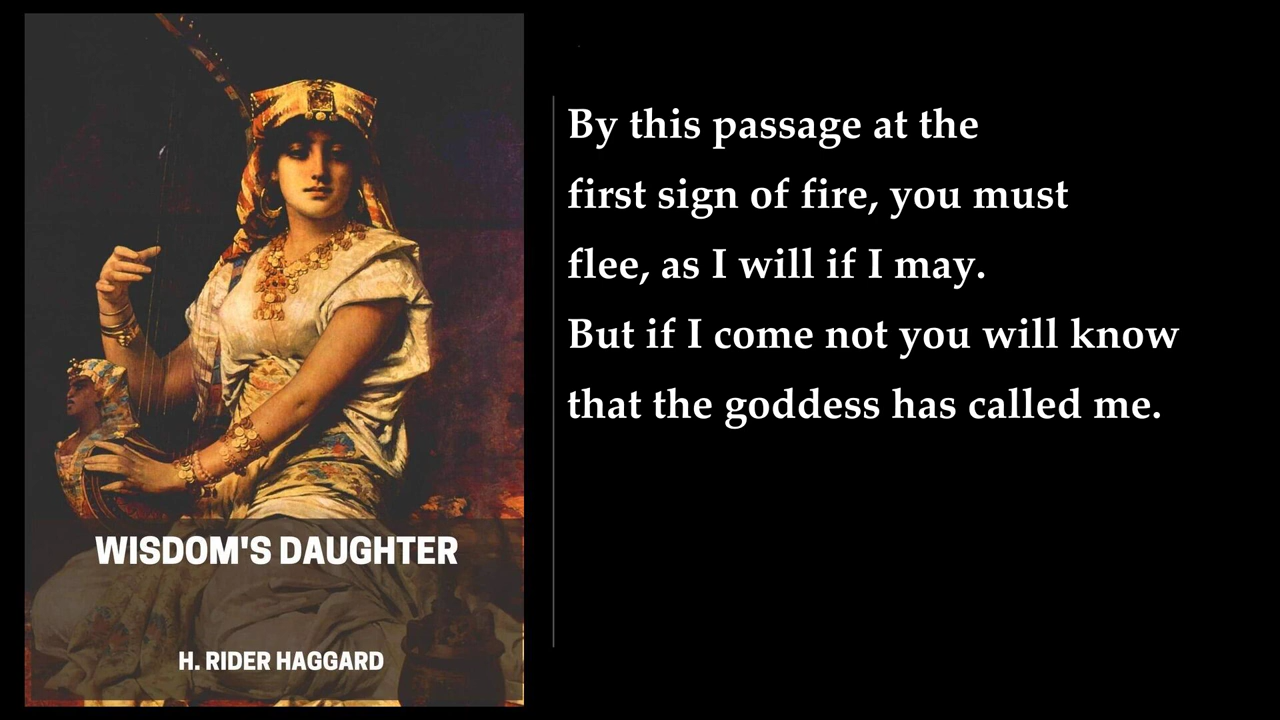 WISDOM'S DAUGHTER
H. RIDER HAGGARD
By this passage at the
first sign of fire, you must
flee, as I will if I may.
But if I come not you will know
that the goddess has called me.